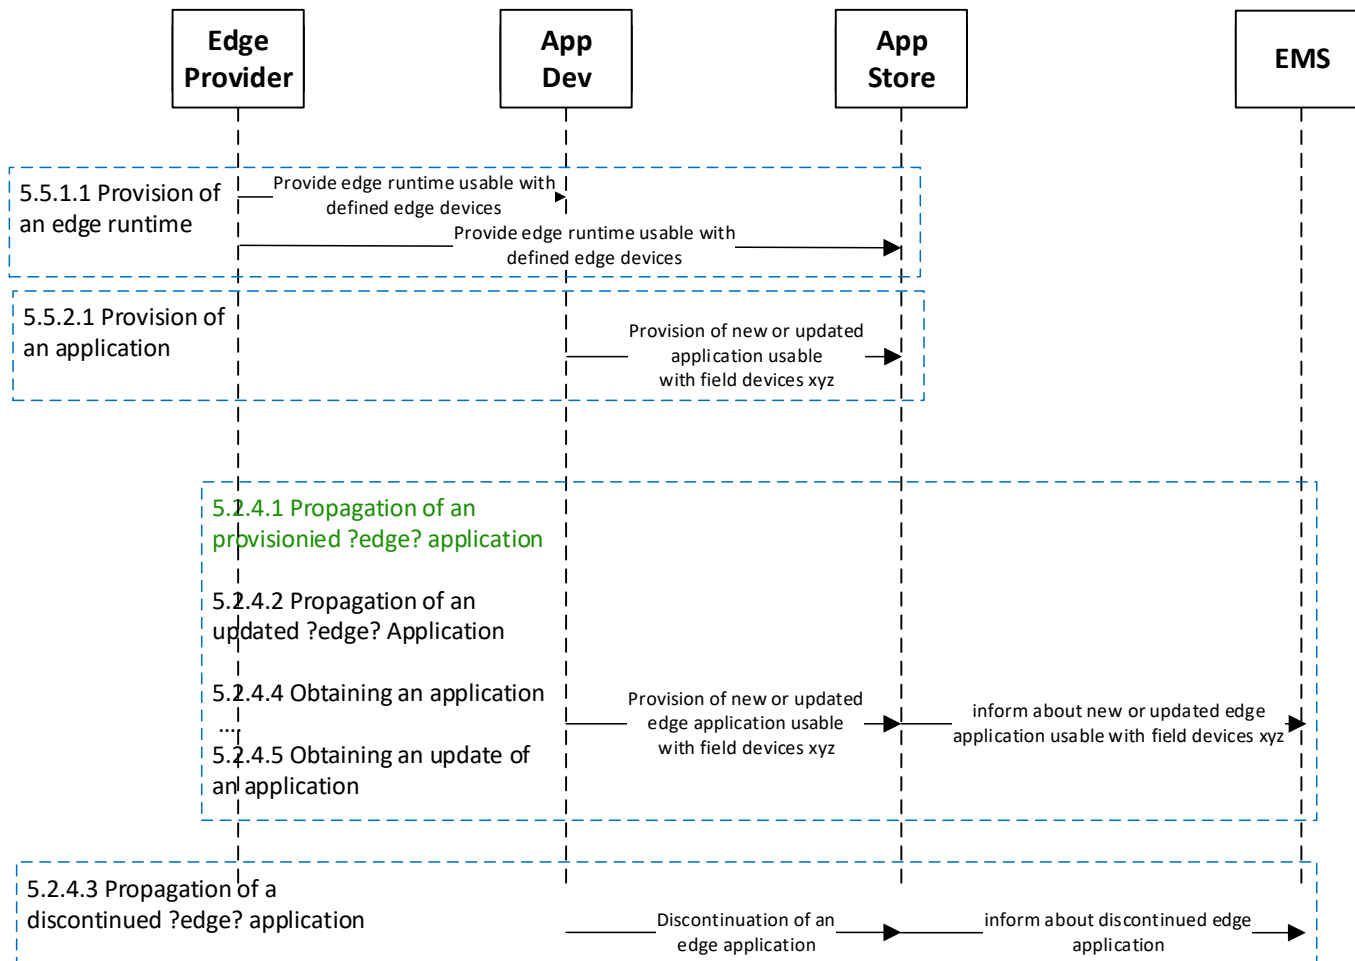 Edge
Provider
App
Dev
App
Store
EMS
5.5.1.1 Provision of
an edge runtime
Provide edge runtime usable with
defined edge devices
Provide edge runtime usable with
defined edge devices
5.5.2.1 Provision of
an application
Provision of new or updated
application usable
with field devices xyz
5.2.4.1 Propagation of an
provisionied ?edge? application
5.2.4.2 Propagation of an
updated ?edge? Application
5.2.4.4 Obtaining an application
....
5.2.4.5 Obtaining an update of
an application
Provision of new or updated
edge application usable
with field devices xyz
inform about new or updated edge
application usable with field devices xyz
5.2.4.3 Propagation of a
discontinued ?edge? application
Discontinuation of an
edge application
inform about discontinued edge
application